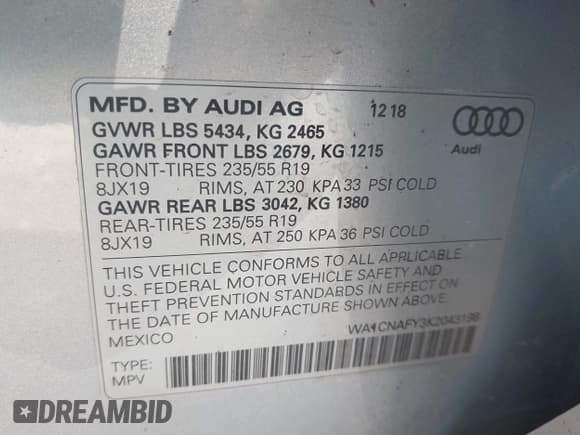 MFD. BY AUDI AG 12 18
GVWR LBS 5434, KG 2465
GAWR FRONT LBS 2679, KG 1215
Audi
FRONT-TIRES 235/55 R19
8JX19 RIMS, AT 230 KPA 33 PSI COLD
GAWR REAR LBS 3042, KG 1380
REAR-TIRES 235/55 R19
8JX19 RIMS, AT 250 KPA 36 PSI COLD
THIS VEHICLE CONFORMS TO ALL APPLICABLE
U.S. FEDERAL MOTOR VEHICLE SAFETY AND
THEFT PREVENTION STANDARDS IN EFFECT ON
THE DATE OF MANUFACTURE SHOWN ABOVE.
MEXICO WA1CNAFY3K2043198
TYPE:
MPV
DREAMBID